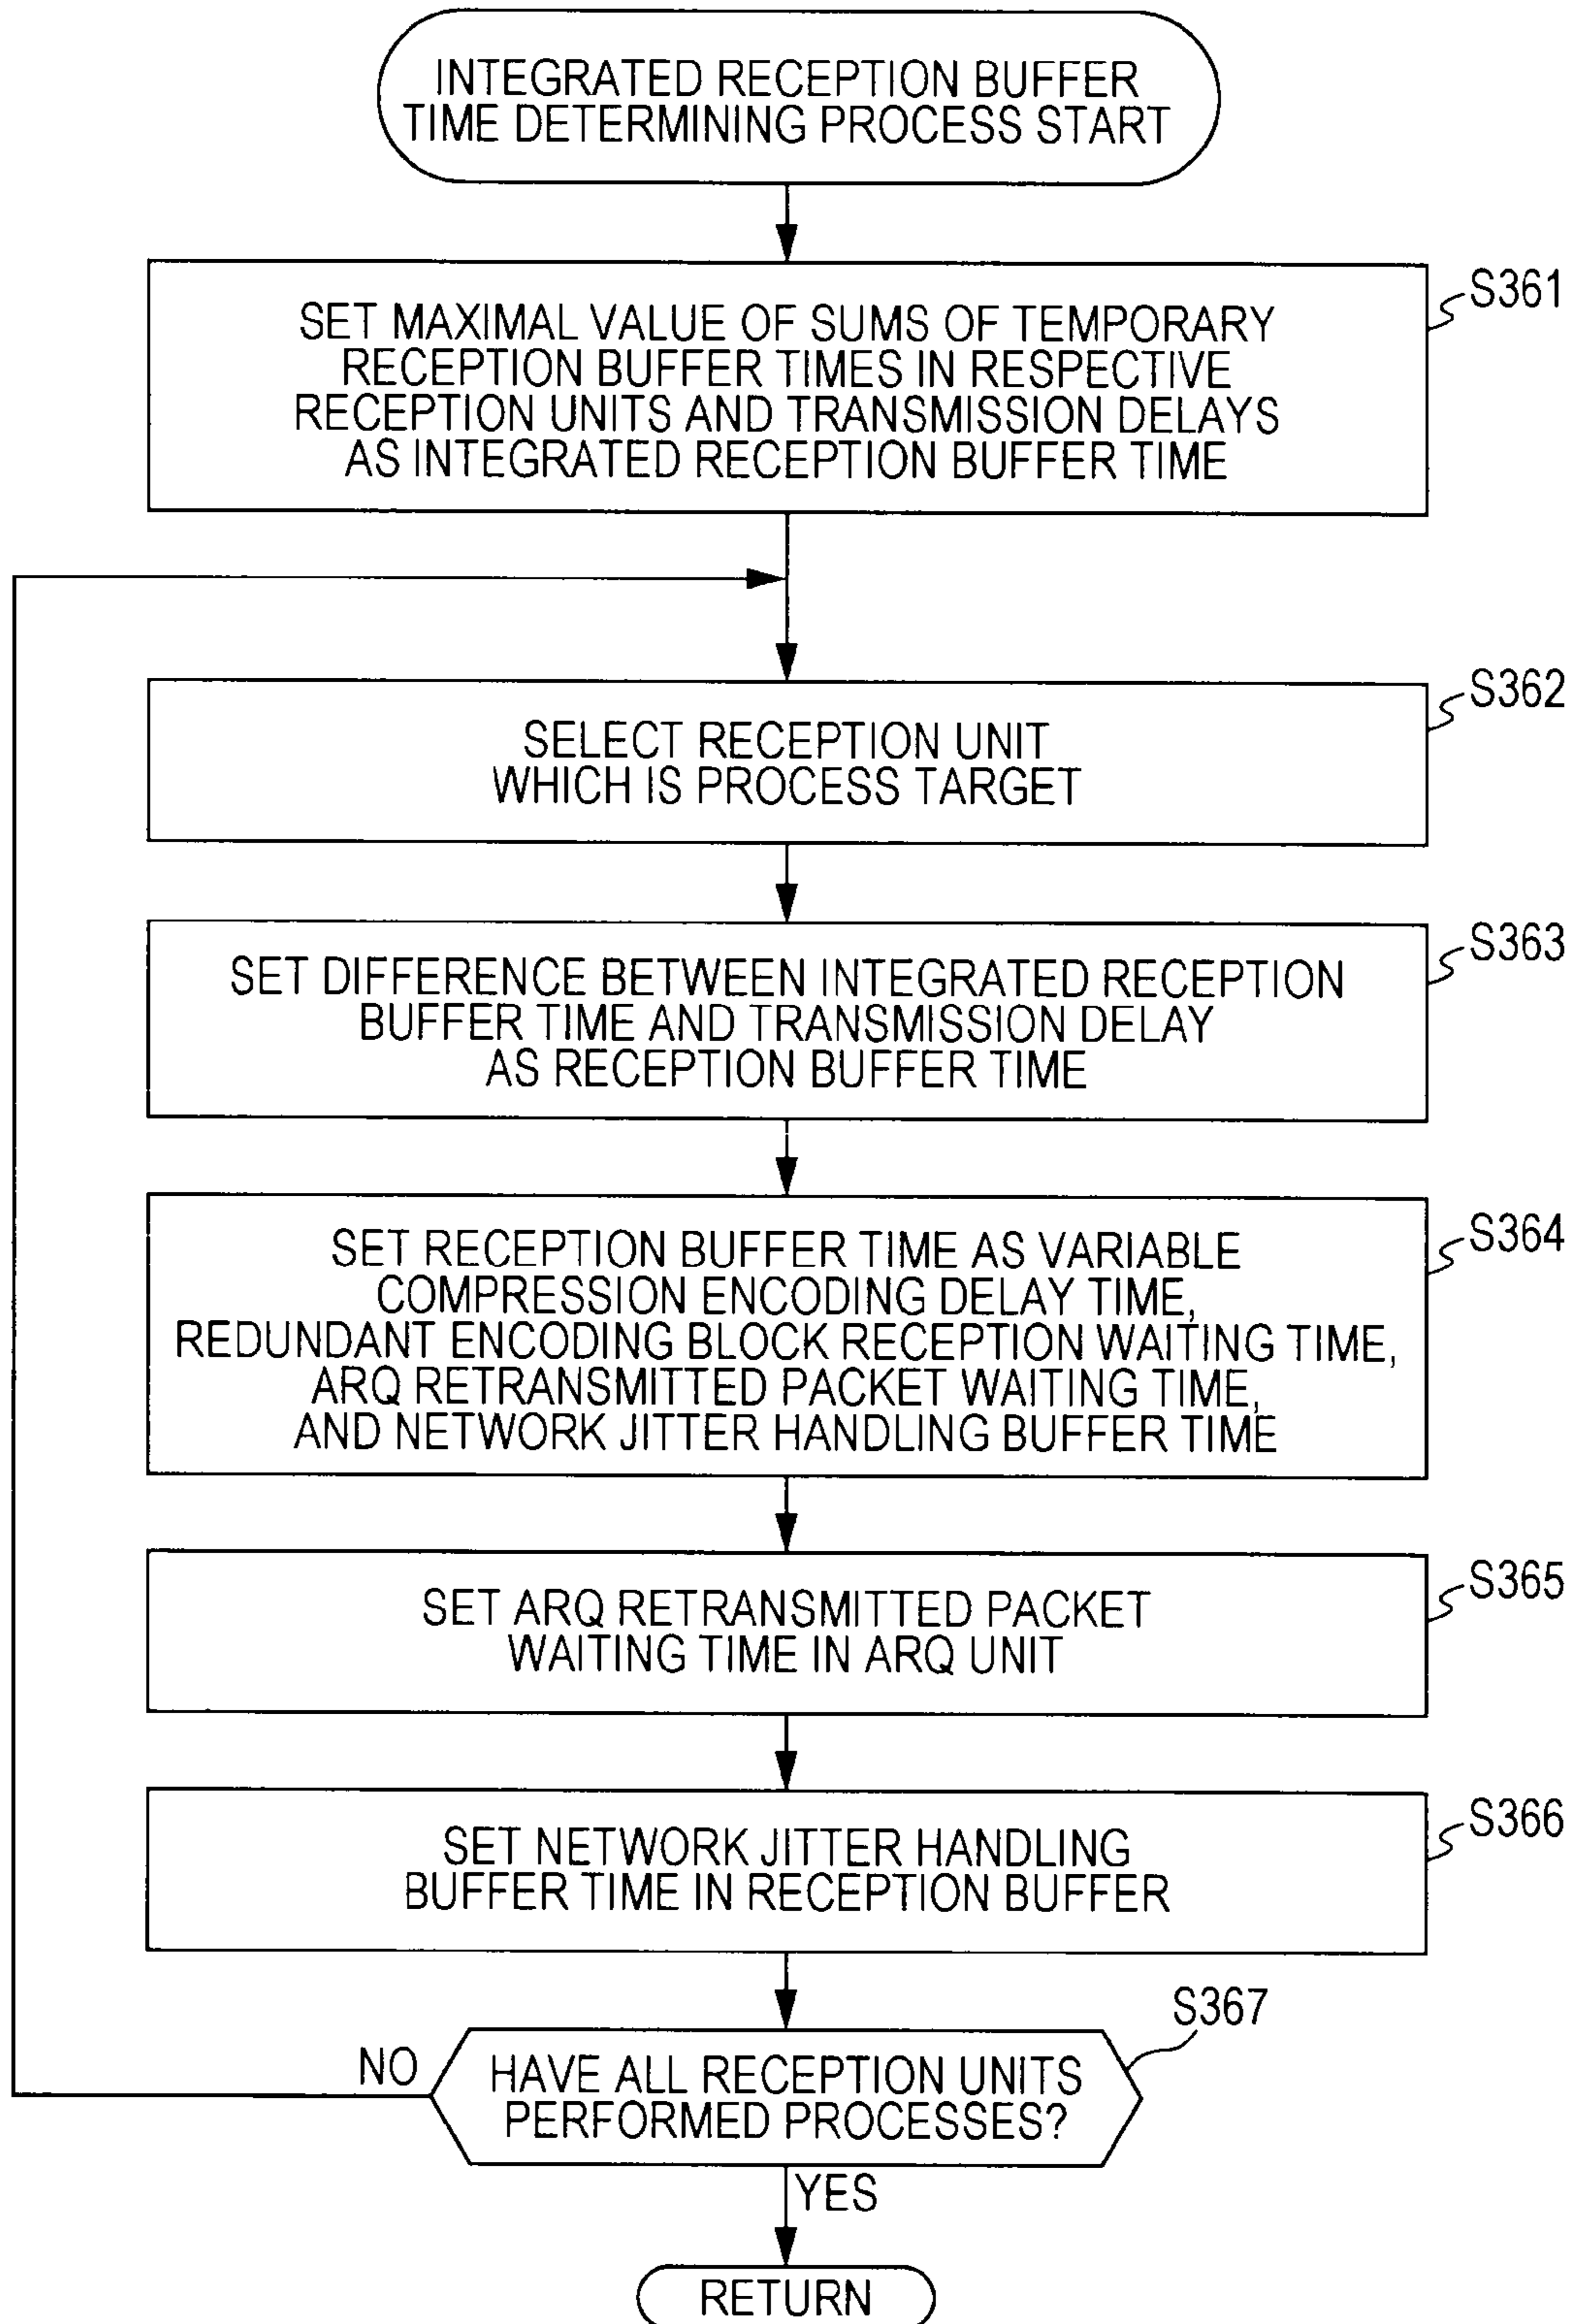 INTEGRATED RECEPTION BUFFER
TIME DETERMINING PROCESS START
S361
SET MAXIMAL VALUE OF SUMS OF TEMPORARY
RECEPTION BUFFER TIMES IN RESPECTIVE
RECEPTION UNITS AND TRANSMISSION DELAYS
AS INTEGRATED RECEPTION BUFFER TIME
S362
SELECT RECEPTION UNIT
WHICH IS PROCESS TARGET
S363
SET DIFFERENCE BETWEEN INTEGRATED RECEPTION
BUFFER TIME AND TRANSMISSION DELAY
AS RECEPTION BUFFER TIME
S364
SET RECEPTION BUFFER TIME AS VARIABLE
COMPRESSION ENCODING DELAY TIME,
REDUNDANT ENCODING BLOCK RECEPTION WAITING TIME,
ARQ RETRANSMITTED PACKET WAITING TIME,
AND NETWORK JITTER HANDLING BUFFER TIME
S365
SET ARQ RETRANSMITTED PACKET
WAITING TIME IN ARQ UNIT
S366
SET NETWORK JITTER HANDLING
BUFFER TIME IN RECEPTION BUFFER
S367
NO
HAVE ALL RECEPTION UNITS
PERFORMED PROCESSES?
YES
RETURN